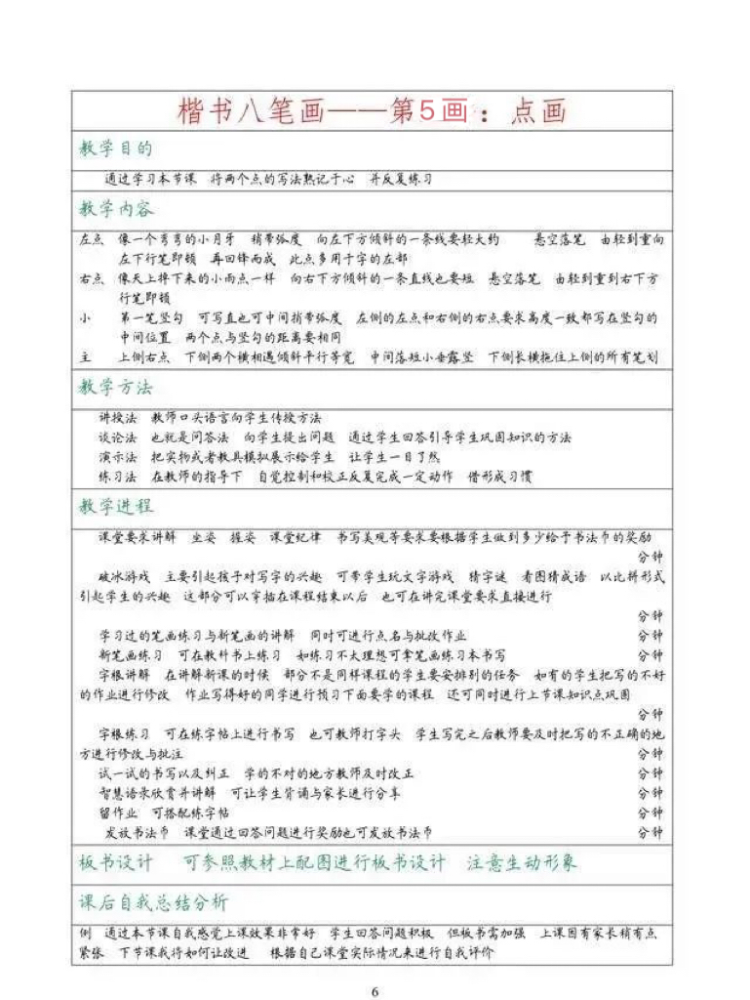 楷书八笔画——第5画：点画
教学目的
通过学习本节课 将两个点的写法熟记于心 并反复练习
教学内容
左点 像一个弯弯的小月牙 稍带弧度 向左下方倾斜的一条线要轻大约 悬空落笔 由轻到重向
左下行笔即顿 再回锋而成 此点多用于字的左部
右点 像天上掉下来的小雨点一样 向右下方倾斜的一条直线也要短 悬空落笔 由轻到重到右下方
行笔即顿
小 第一笔竖勾 可写直也可中间捎带弧度 左侧的左点和右侧的右点要求高度一致都写在竖勾的
中间位置 两个点与竖勾的距离要相同
主 上侧右点 下侧两个横相遇倾斜平行等宽 中间落短小垂露竖 下侧长横拖住上侧的所有笔划
教学方法
讲授法 教师口头语言向学生传授方法
谈论法 也就是问答法 向学生提出问题 通过学生回答引导学生巩固知识的方法
演示法 把实物或者教具模拟展示给学生 让学生一目了然
练习法 在教师的指导下 自觉控制和校正反复完成一定动作 借形成习惯
教学进程
课堂要求讲解 坐姿 握姿 课堂纪律 书写美观等要求要根据学生做到多少给予书法币的奖励
分钟
破冰游戏 主要引起孩子对写字的兴趣 可带学生玩文字游戏 猜字谜 看图猜成语 以比拼形式
引起学生的兴趣 这部分可以穿插在课程结束以后 也可在讲完课堂要求直接进行
分钟
学习过的笔画练习与新笔画的讲解 同时可进行点名与批改作业 分钟
新笔画练习 可在教科书上练习 如练习不太理想可拿笔画练习本书写 分钟
字根讲解 在讲解新课的时候 部分不是同样课程的学生要安排别的任务 如有的学生把写的不好
的作业进行修改 作业写得好的同学进行预习下面要学的课程 还可同时进行上节课知识点巩固
分钟
字根练习 可在练字帖上进行书写 也可教师打字头 学生写完之后教师要及时把写的不正确的地
方进行修改与批注 分钟
试一试的书写以及纠正 学的不对的地方教师及时改正 分钟
智慧语录欣赏并讲解 可让学生背诵与家长进行分享 分钟
留作业 可搭配练字帖 分钟
发放书法币 课堂通过回答问题进行奖励也可发放书法币 分钟
板书设计 可参照教材上配图进行板书设计 注意生动形象
课后自我总结分析
例 通过本节课自我感觉上课效果非常好 学生回答问题积极 但板书需加强 上课因有家长稍有点
紧张 下节课我将如何让改进 根据自己课堂实际情况来进行自我评价
6